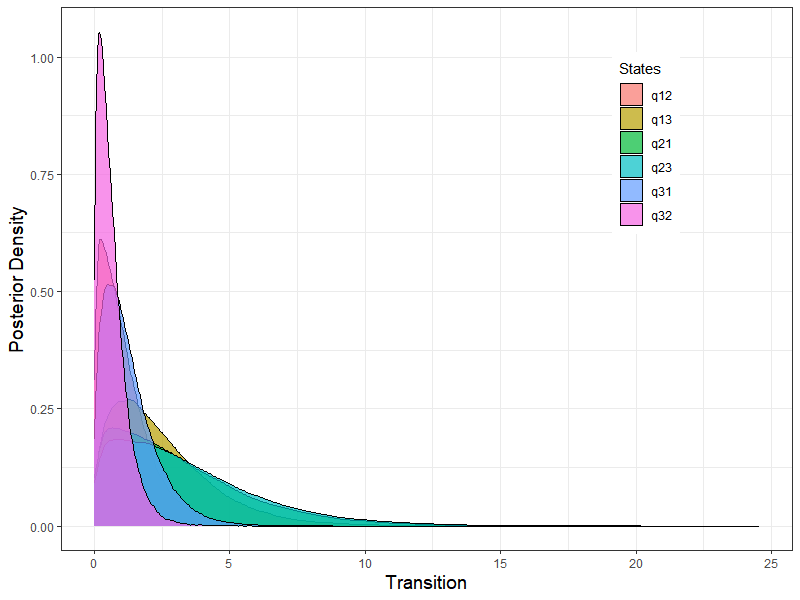 States
q12
q13
q21
q23
q31
q32
Posterior Density
1.00
0.75
0.50
0.25
0.00
0
5
10
15
20
25
Transition